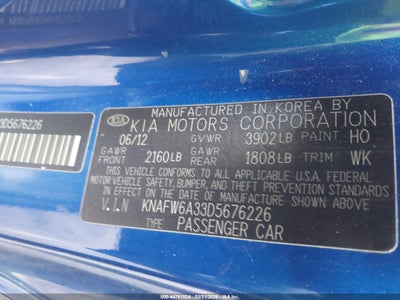 3D5676226
MANUFACTURED IN KOREA BY
KIA KIA MOTORS CORPORATION
06/12 GVWR 3902LB PAINT HO
GAWR FRONT 2160LB GAWR REAR 1808LB TRIM WK
THIS VEHICLE CONFORMS TO ALL APPLICABLE FEDERAL
MOTOR VEHICLE SAFETY, BUMPER, AND THEFT PREVENTION STANDARDS
IN EFFECT ON THE DATE OF MANUFACTURE SHOWN ABOVE.
V.I.N KNAFW6A33D5676226
TYPE: PASSENGER CAR